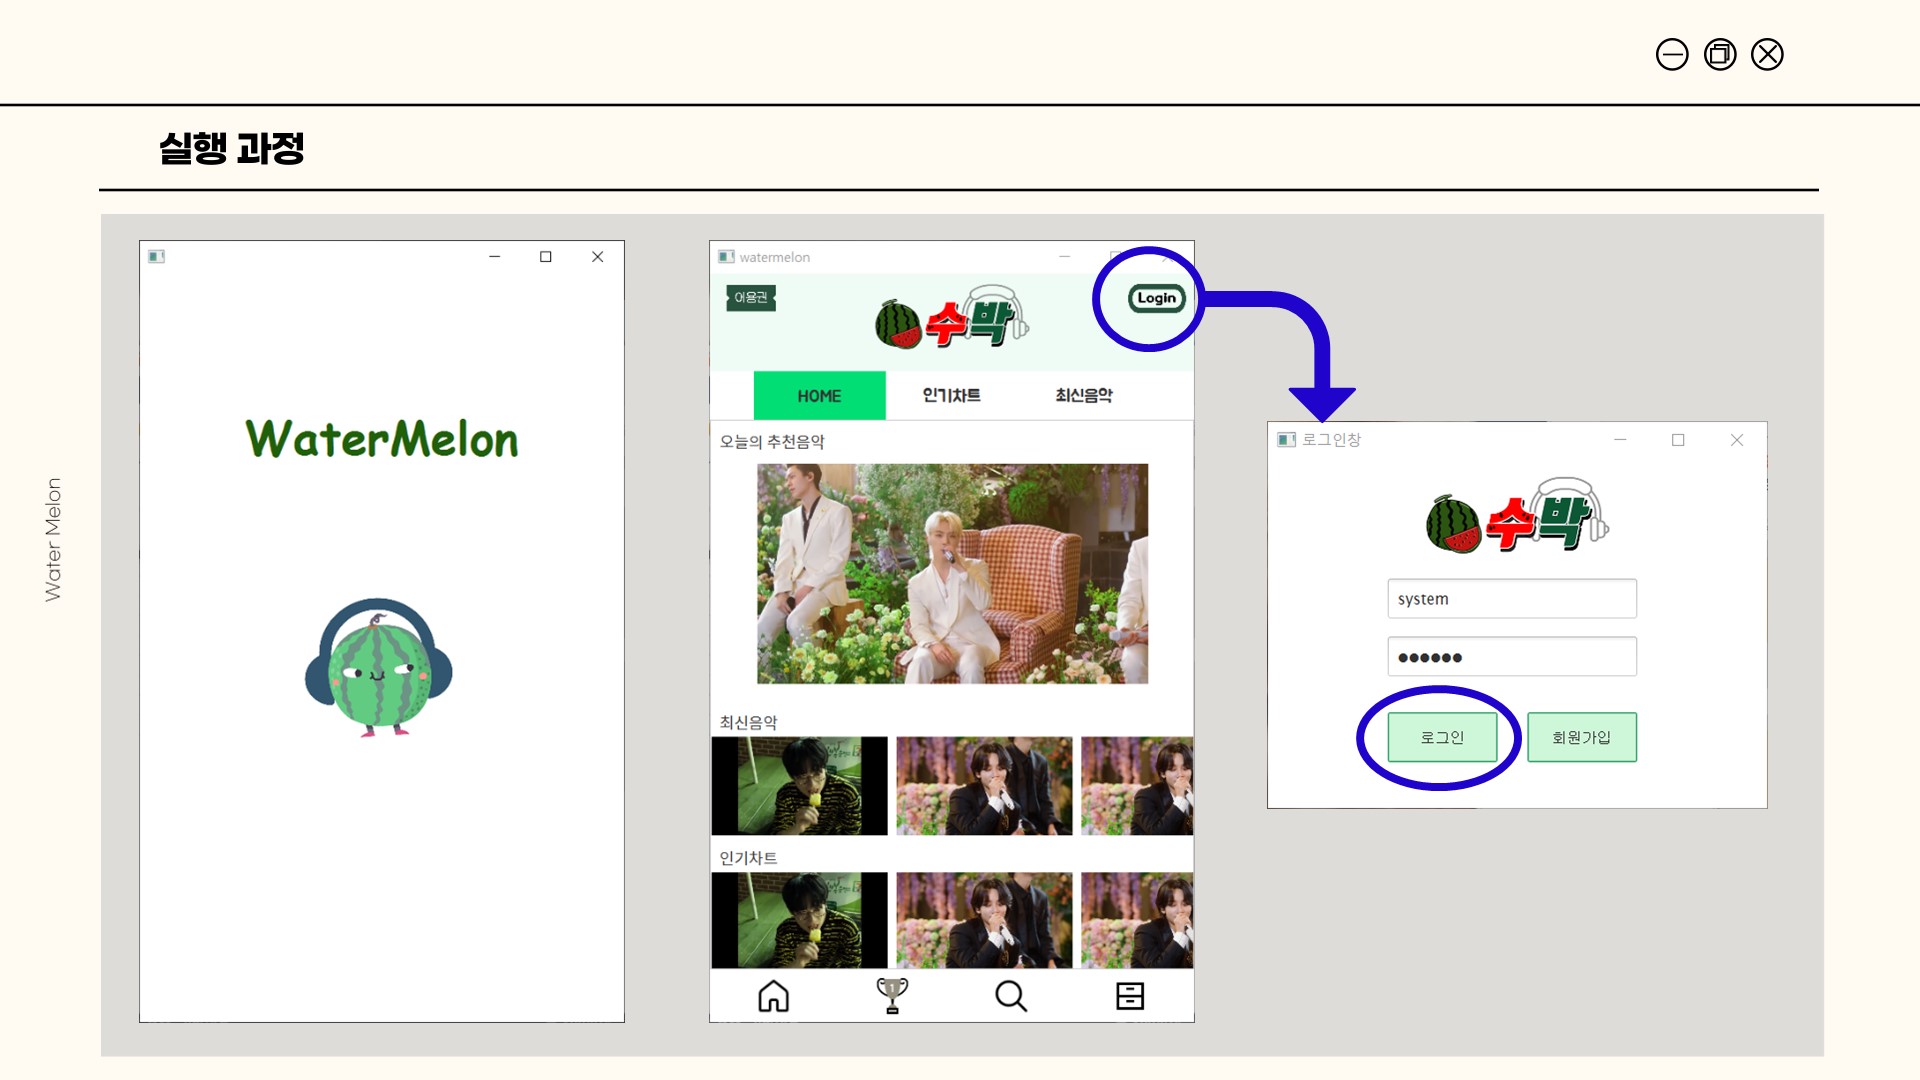 실행 과정
Water Melon
WaterMelon
watermelon
이용권
수박
Login
HOME
인기차트
최신음악
오늘의 추천음악
최신음악
인기차트
1
로그인창
수박
system
●●●●●●
로그인
회원가입